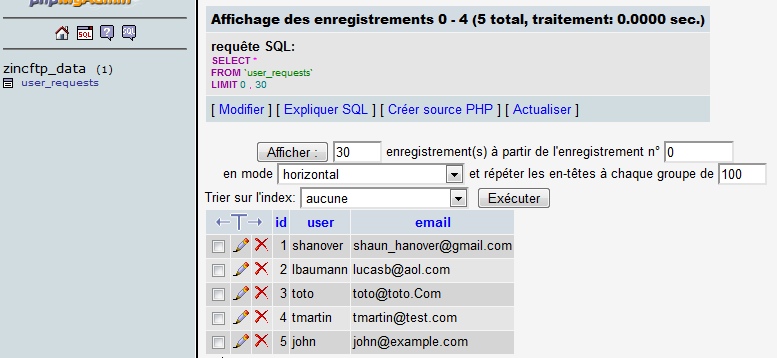 phpMyAdmin
SQL
zincftp_data (1)
user_requests
Affichage des enregistrements 0 - 4 (5 total, traitement: 0.0000 sec.)
requête SQL:
SELECT *
FROM 'user_requests'
LIMIT 0 , 30
[ Modifier ] [ Expliquer SQL ] [ Créer source PHP ] [ Actualiser ]
Afficher : 30 enregistrement(s) à partir de l'enregistrement n° 0
en mode horizontal et répéter les en-têtes à chaque groupe de 100
Trier sur l'index: aucune Exécuter
←T→ id user email
1 shanover shaun_hanover@gmail.com
2 lbaumann lucasb@aol.com
3 toto toto@toto.Com
4 tmartin tmartin@test.com
5 john john@example.com